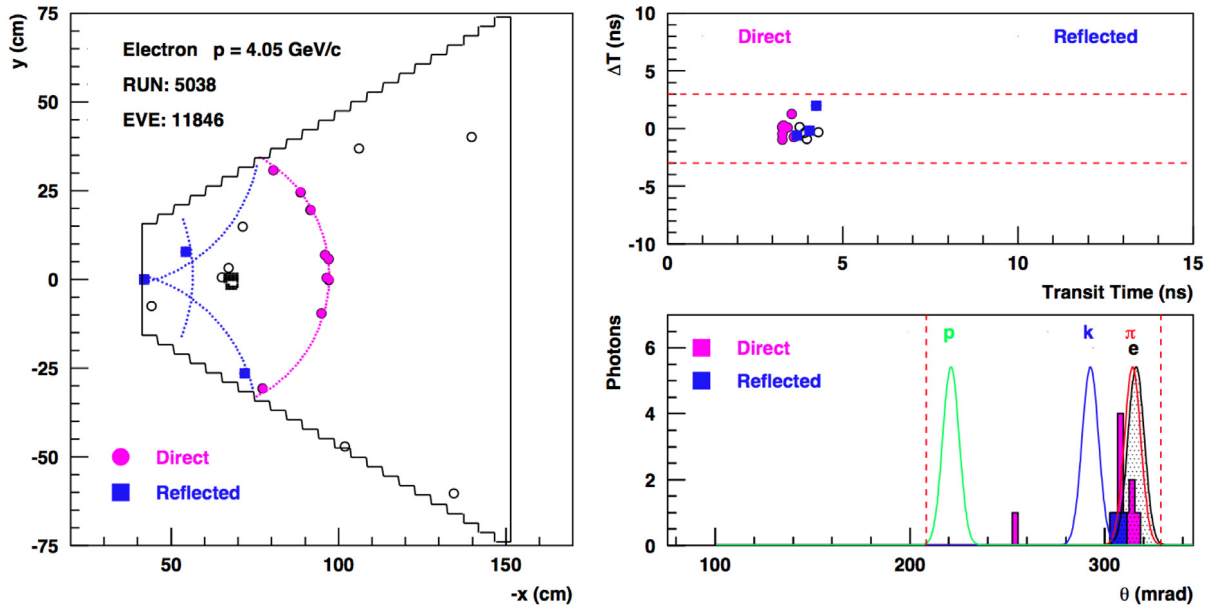 y (cm)
75
50
25
0
-25
-50
-75
Electron p = 4.05 GeV/c
RUN: 5038
EVE: 11846
Direct
Reflected
50
100
150
-x (cm)
ΔT (ns)
10
5
0
-5
-10
Direct
Reflected
0
5
10
15
Transit Time (ns)
Photons
6
4
2
0
Direct
Reflected
p
k
π
e
100
200
300
θ (mrad)